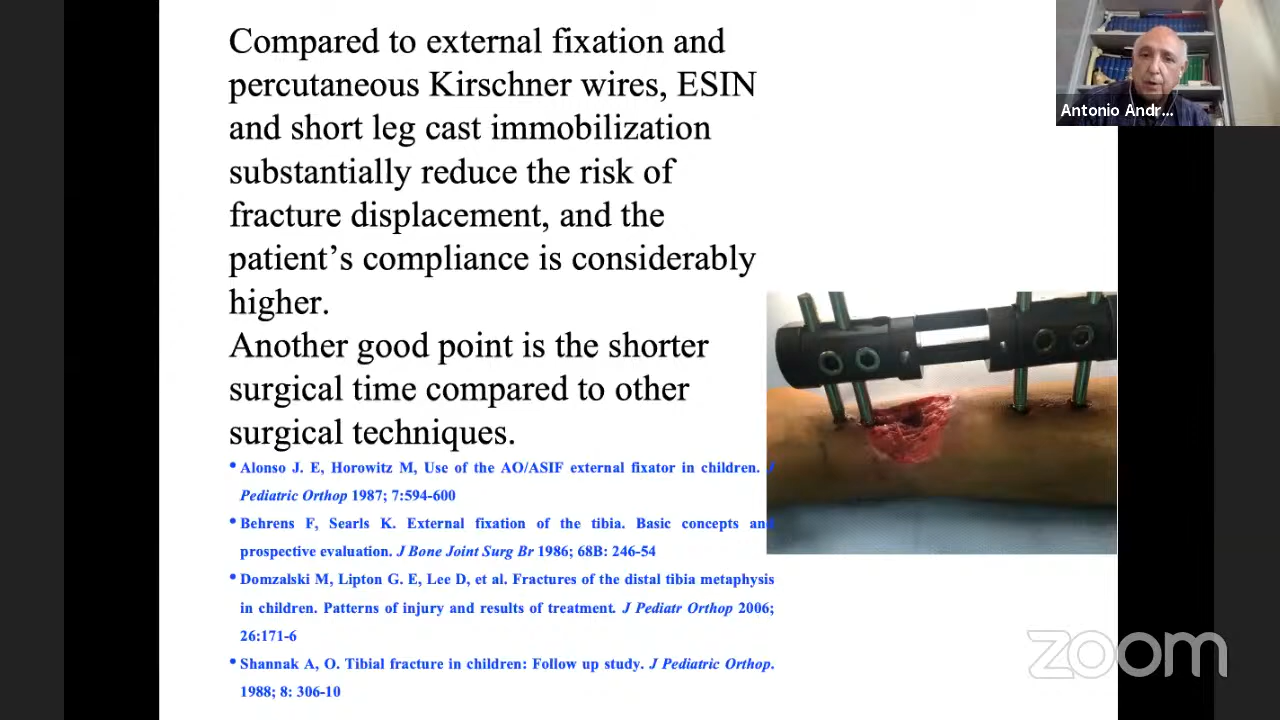 Compared to external fixation and
percutaneous Kirschner wires, ESIN
and short leg cast immobilization
substantially reduce the risk of
fracture displacement, and the
patient's compliance is considerably
higher.
Another good point is the shorter
surgical time compared to other
surgical techniques.
• Alonso J. E, Horowitz M, Use of the AO/ASIF external fixator in children. J
Pediatric Orthop 1987; 7:594-600
• Behrens F, Searls K. External fixation of the tibia. Basic concepts and
prospective evaluation. J Bone Joint Surg Br 1986; 68B: 246-54
• Domzalski M, Lipton G. E, Lee D, et al. Fractures of the distal tibia metaphysis
in children. Patterns of injury and results of treatment. J Pediatr Orthop 2006;
26:171-6
• Shannak A, O. Tibial fracture in children: Follow up study. J Pediatric Orthop.
1988; 8: 306-10
Antonio Andr...
zoom